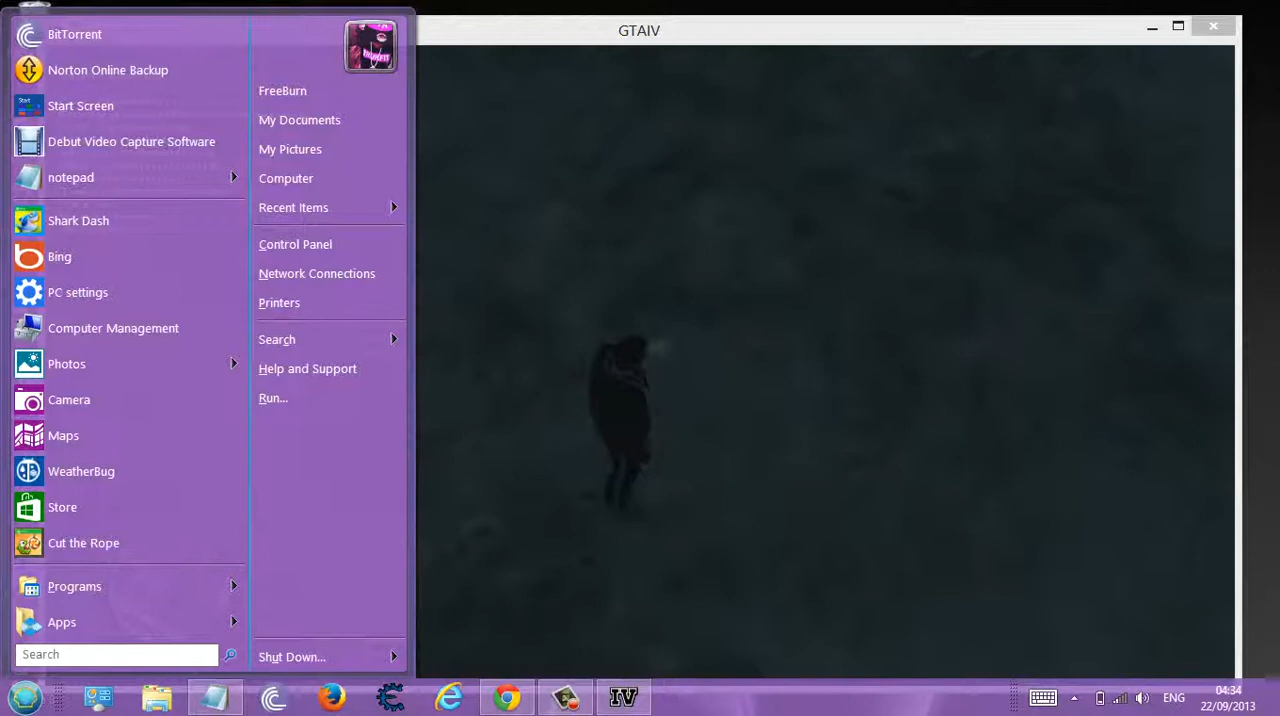 GTAIV
BitTorrent
Norton Online Backup
Start Screen
Start
Debut Video Capture Software
notepad
Shark Dash
Bing
PC settings
Computer Management
Photos
Camera
Maps
WeatherBug
Store
Cut the Rope
Programs
Apps
Search
FreeBurn
My Documents
My Pictures
Computer
Recent Items
Control Panel
Network Connections
Printers
Search
Help and Support
Run...
Shut Down...
IV
ENG
04:34
22/09/2013